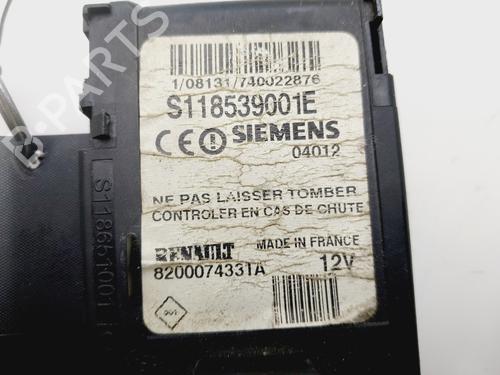 1/08131/740022876
S118539001E
CE SIEMENS
04012
NE PAS LAISSER TOMBER
CONTROLER EN CAS DE CHUTE
RENAULT MADE IN FRANCE
8200074331A 12V
001
S118651001
B-PARTS